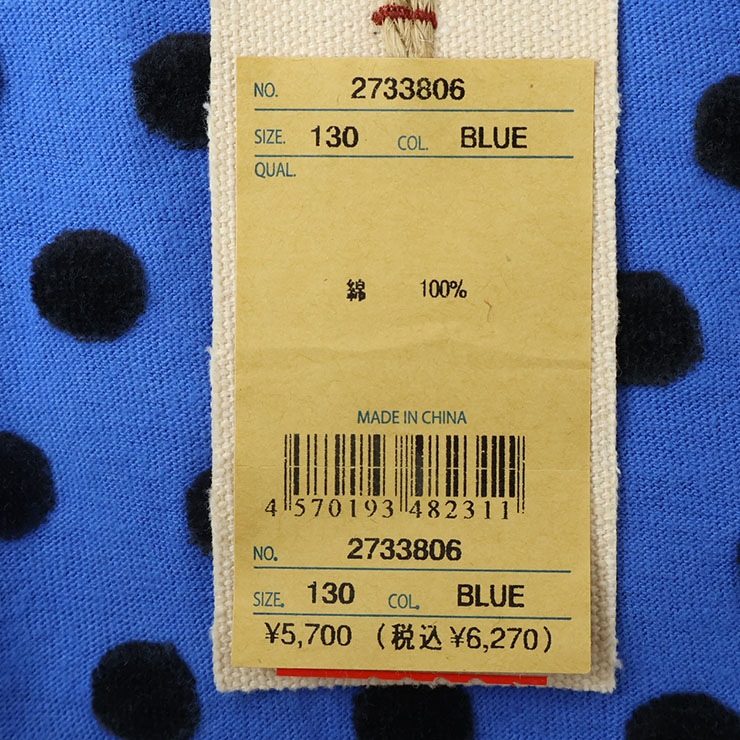 NO. 2733806
SIZE. 130 COL. BLUE
QUAL.
綿 100%
MADE IN CHINA
4 570193 482311
NO. 2733806
SIZE. 130 COL. BLUE
¥5,700 (税込 ¥6,270)